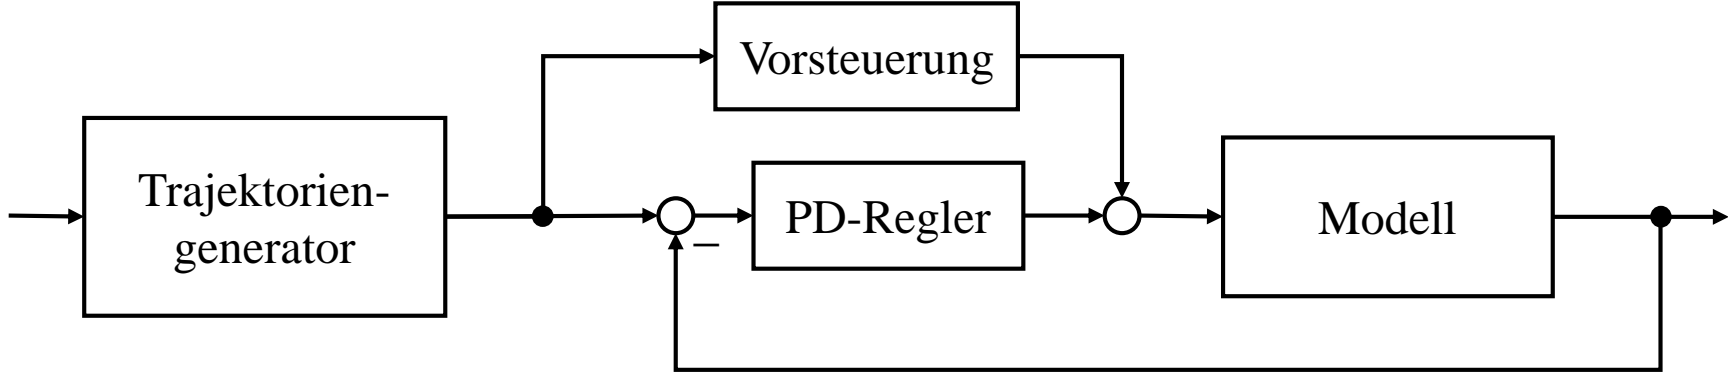 Vorsteuerung
Trajektorien-
generator
PD-Regler
Modell
–